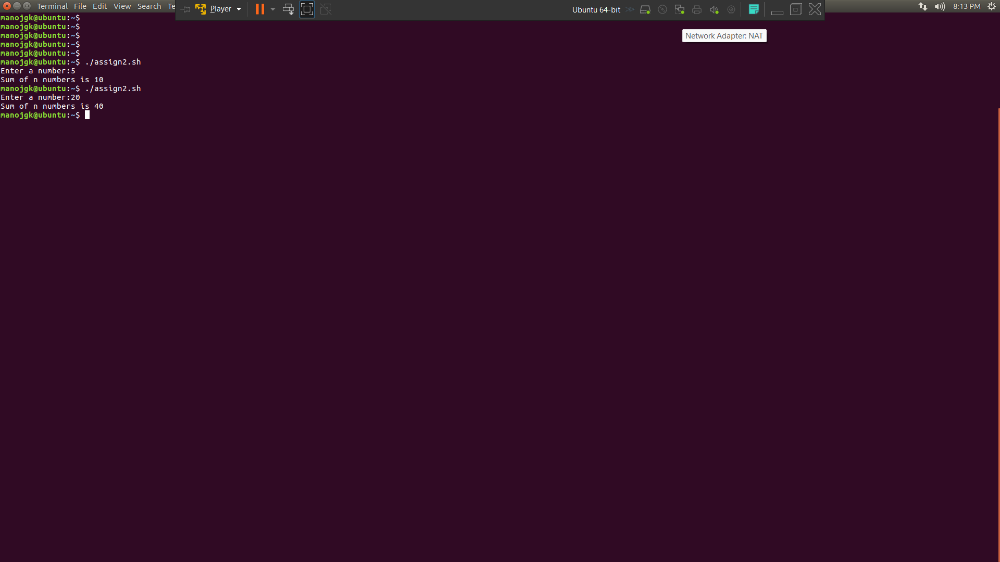 Terminal File Edit View Search Te
Player
Ubuntu 64-bit
8:13 PM
Network Adapter: NAT
manojgk@ubuntu:~$
manojgk@ubuntu:~$
manojgk@ubuntu:~$
manojgk@ubuntu:~$
manojgk@ubuntu:~$
manojgk@ubuntu:~$ ./assign2.sh
Enter a number:5
Sum of n numbers is 10
manojgk@ubuntu:~$ ./assign2.sh
Enter a number:20
Sum of n numbers is 40
manojgk@ubuntu:~$